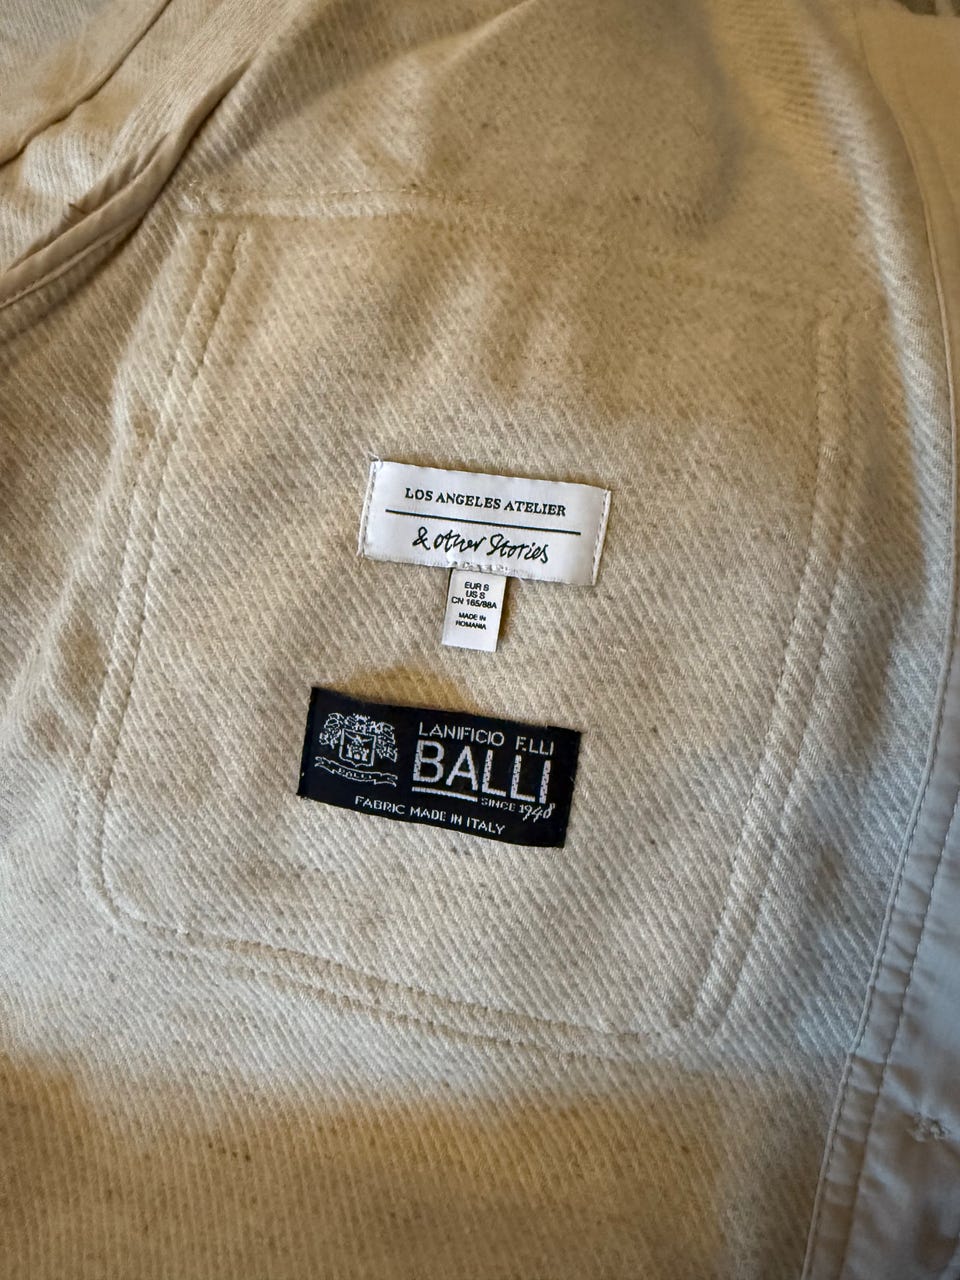 LOS ANGELES ATELIER
& other Stories
EUR S
US S
CN 165/88A
MADE IN
ROMANIA
LANIFICIO F.LLI
BALLI
SINCE 1948
BALLI
FABRIC MADE IN ITALY